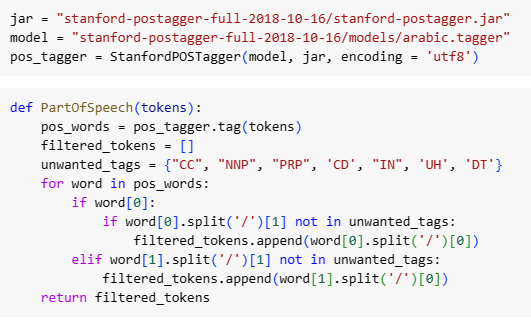 jar = "stanford-postagger-full-2018-10-16/stanford-postagger.jar"
model = "stanford-postagger-full-2018-10-16/models/arabic.tagger"
pos_tagger = StanfordPOSTagger(model, jar, encoding = 'utf8')
def PartOfSpeech(tokens):
    pos_words = pos_tagger.tag(tokens)
    filtered_tokens = []
    unwanted_tags = {"CC", "NNP", "PRP", 'CD', "IN", 'UH', 'DT'}
    for word in pos_words:
        if word[0]:
            if word[0].split('/')[1] not in unwanted_tags:
                filtered_tokens.append(word[0].split('/')[0])
        elif word[1].split('/')[1] not in unwanted_tags:
            filtered_tokens.append(word[1].split('/')[0])
    return filtered_tokens